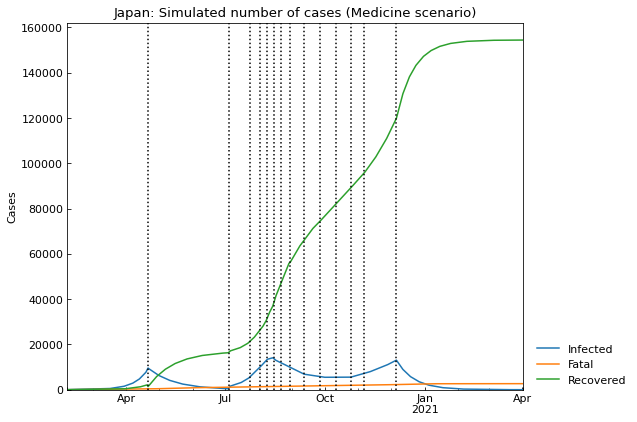 Japan: Simulated number of cases (Medicine scenario)
160000
140000
120000
100000
80000
60000
40000
20000
0
Cases
Apr
Jul
Oct
Jan
2021
Apr
Infected
Fatal
Recovered